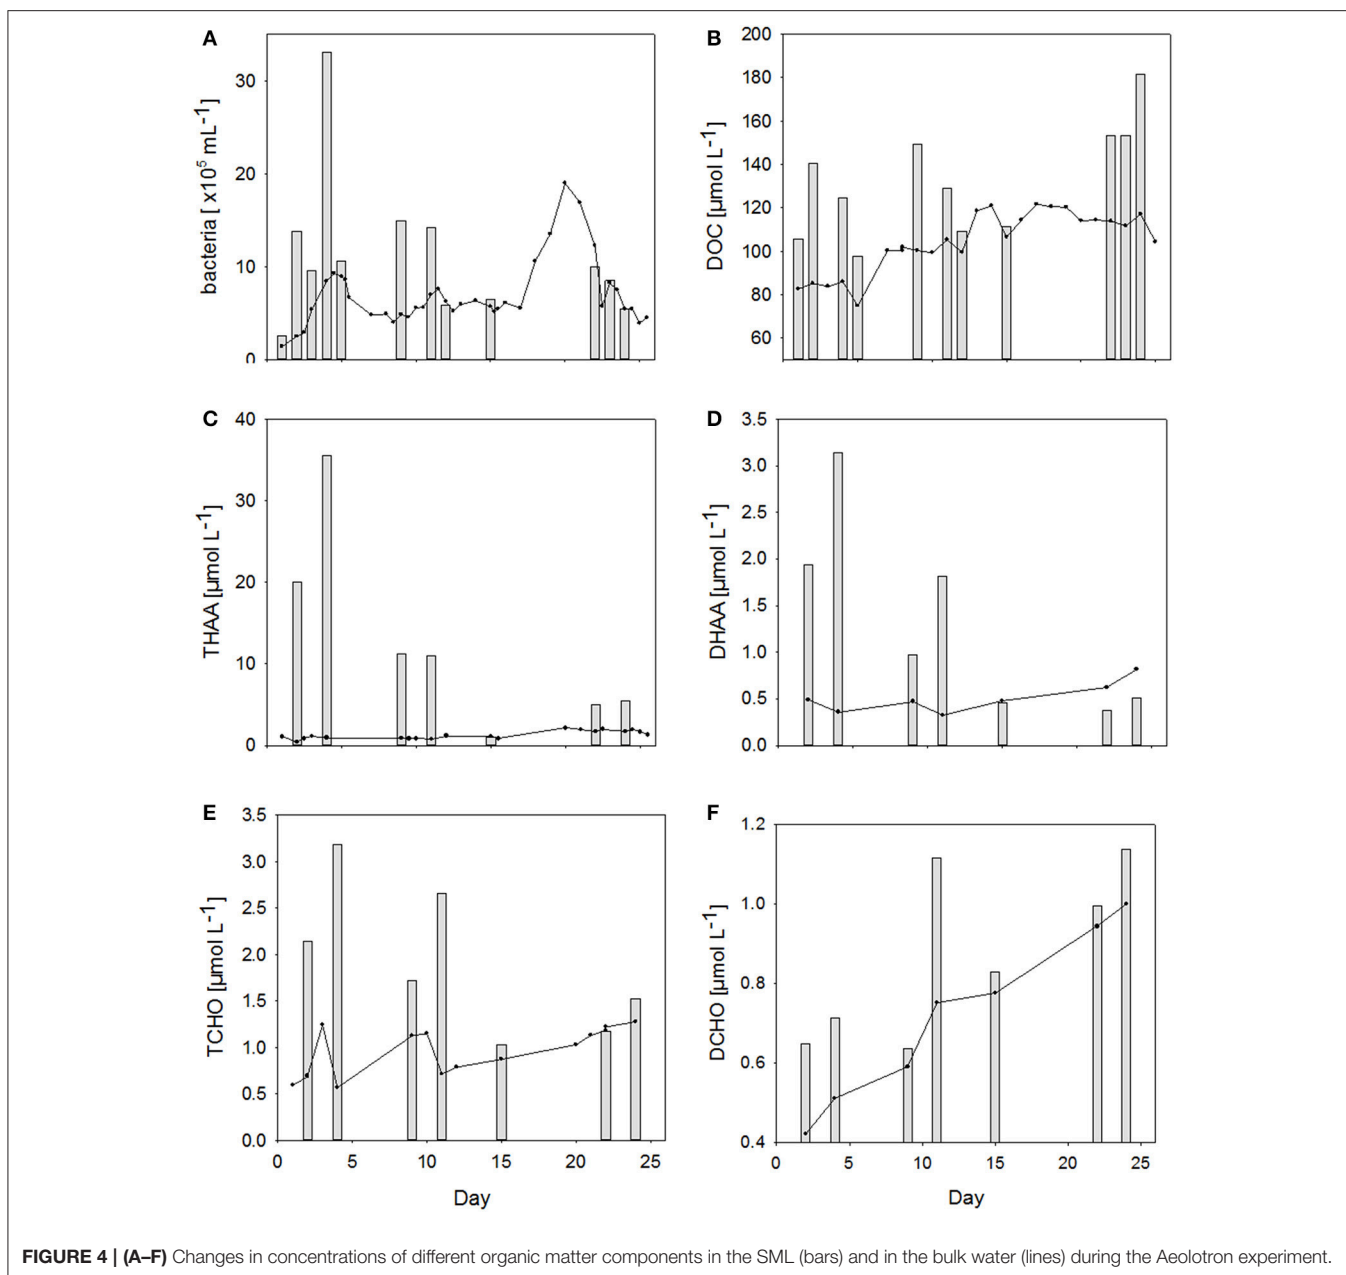 A
bacteria [ x10⁵ mL⁻¹]
30
20
10
0
B
DOC [µmol L⁻¹]
200
180
160
140
120
100
80
60
C
THAA [µmol L⁻¹]
40
30
20
10
0
D
DHAA [µmol L⁻¹]
3.5
3.0
2.5
2.0
1.5
1.0
0.5
0.0
E
TCHO [µmol L⁻¹]
3.5
3.0
2.5
2.0
1.5
1.0
0.5
0.0
0 5 10 15 20 25
Day
F
DCHO [µmol L⁻¹]
1.2
1.0
0.8
0.6
0.4
0 5 10 15 20 25
Day
FIGURE 4 | (A–F) Changes in concentrations of different organic matter components in the SML (bars) and in the bulk water (lines) during the Aeolotron experiment.